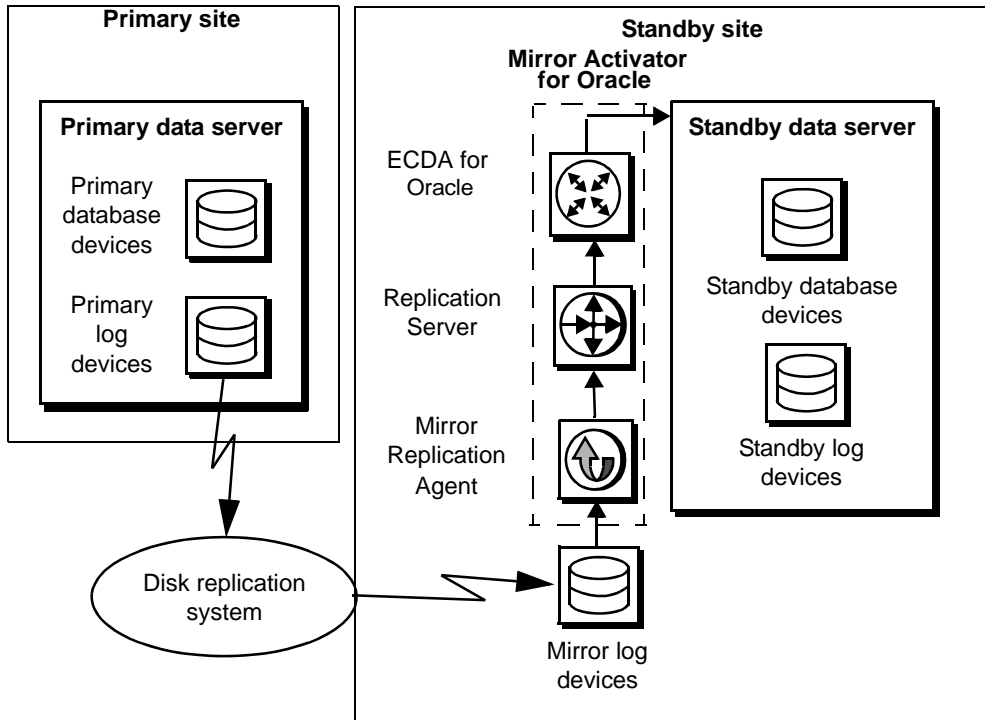 Primary site
Primary data server
Primary
database
devices
Primary
log
devices
Disk replication
system
Standby site
Mirror Activator
for Oracle
ECDA for
Oracle
Replication
Server
Mirror
Replication
Agent
Mirror log
devices
Standby data server
Standby database
devices
Standby log
devices